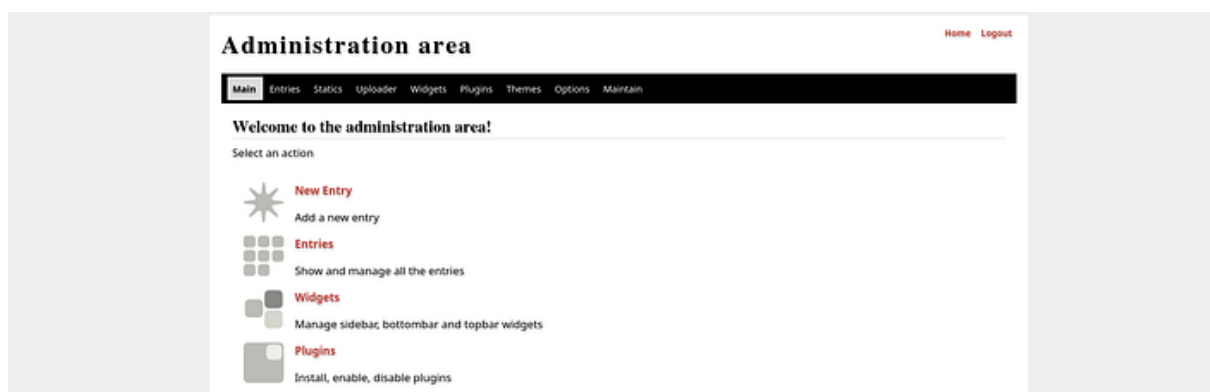 Home Logout
Administration area
Main Entries Statics Uploader Widgets Plugins Themes Options Maintain
Welcome to the administration area!
Select an action
New Entry
Add a new entry
Entries
Show and manage all the entries
Widgets
Manage sidebar, bottombar and topbar widgets
Plugins
Install, enable, disable plugins